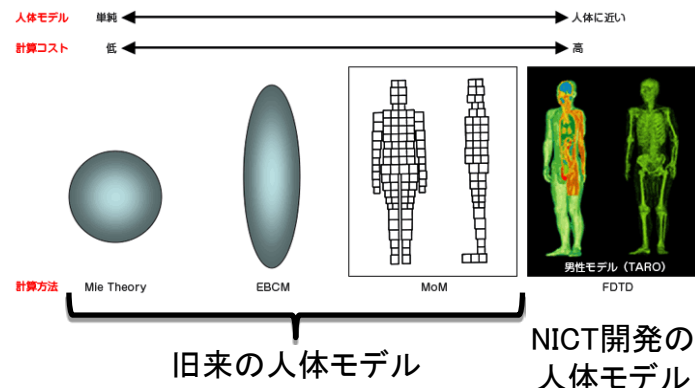 人体モデル 単純 人体に近い
計算コスト 低 高
男性モデル（TARO）
計算方法 Mie Theory EBCM MoM FDTD
旧来の人体モデル
NICT開発の
人体モデル